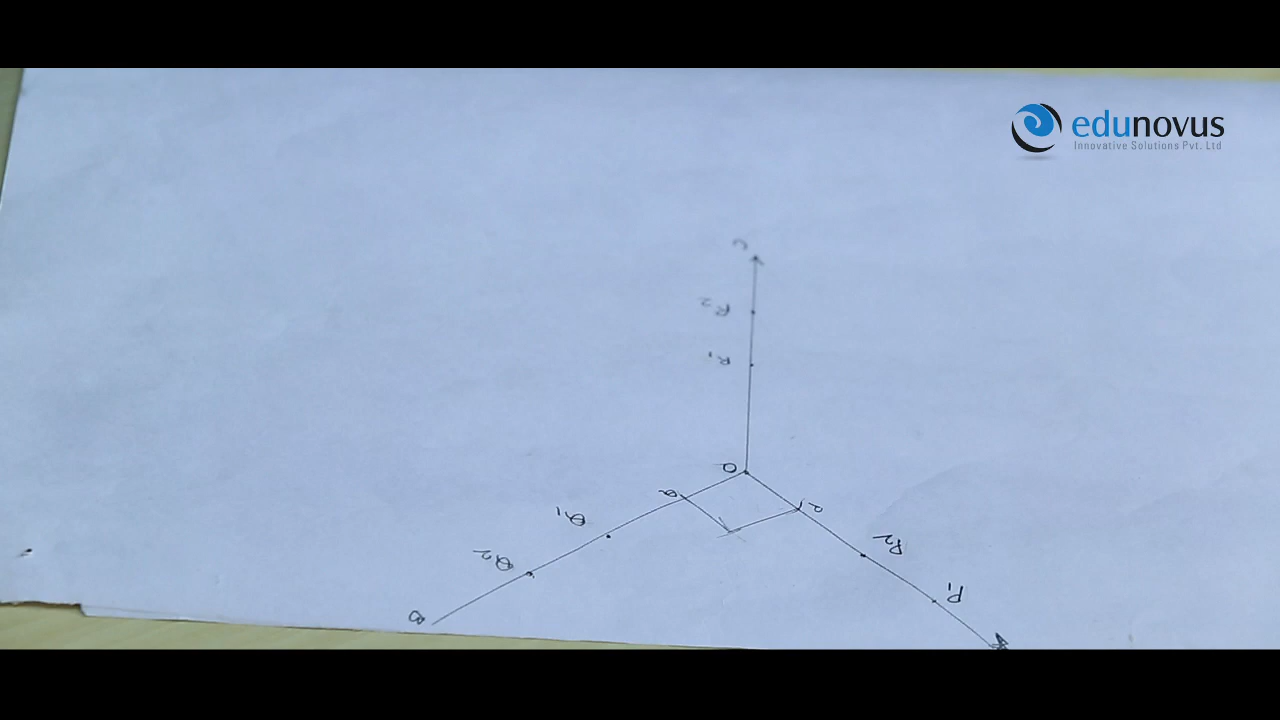 edunovus
Innovative Solutions Pvt. Ltd
C
R2
R1
O
Q
P
Q1
P2
Q2
P1
B
A